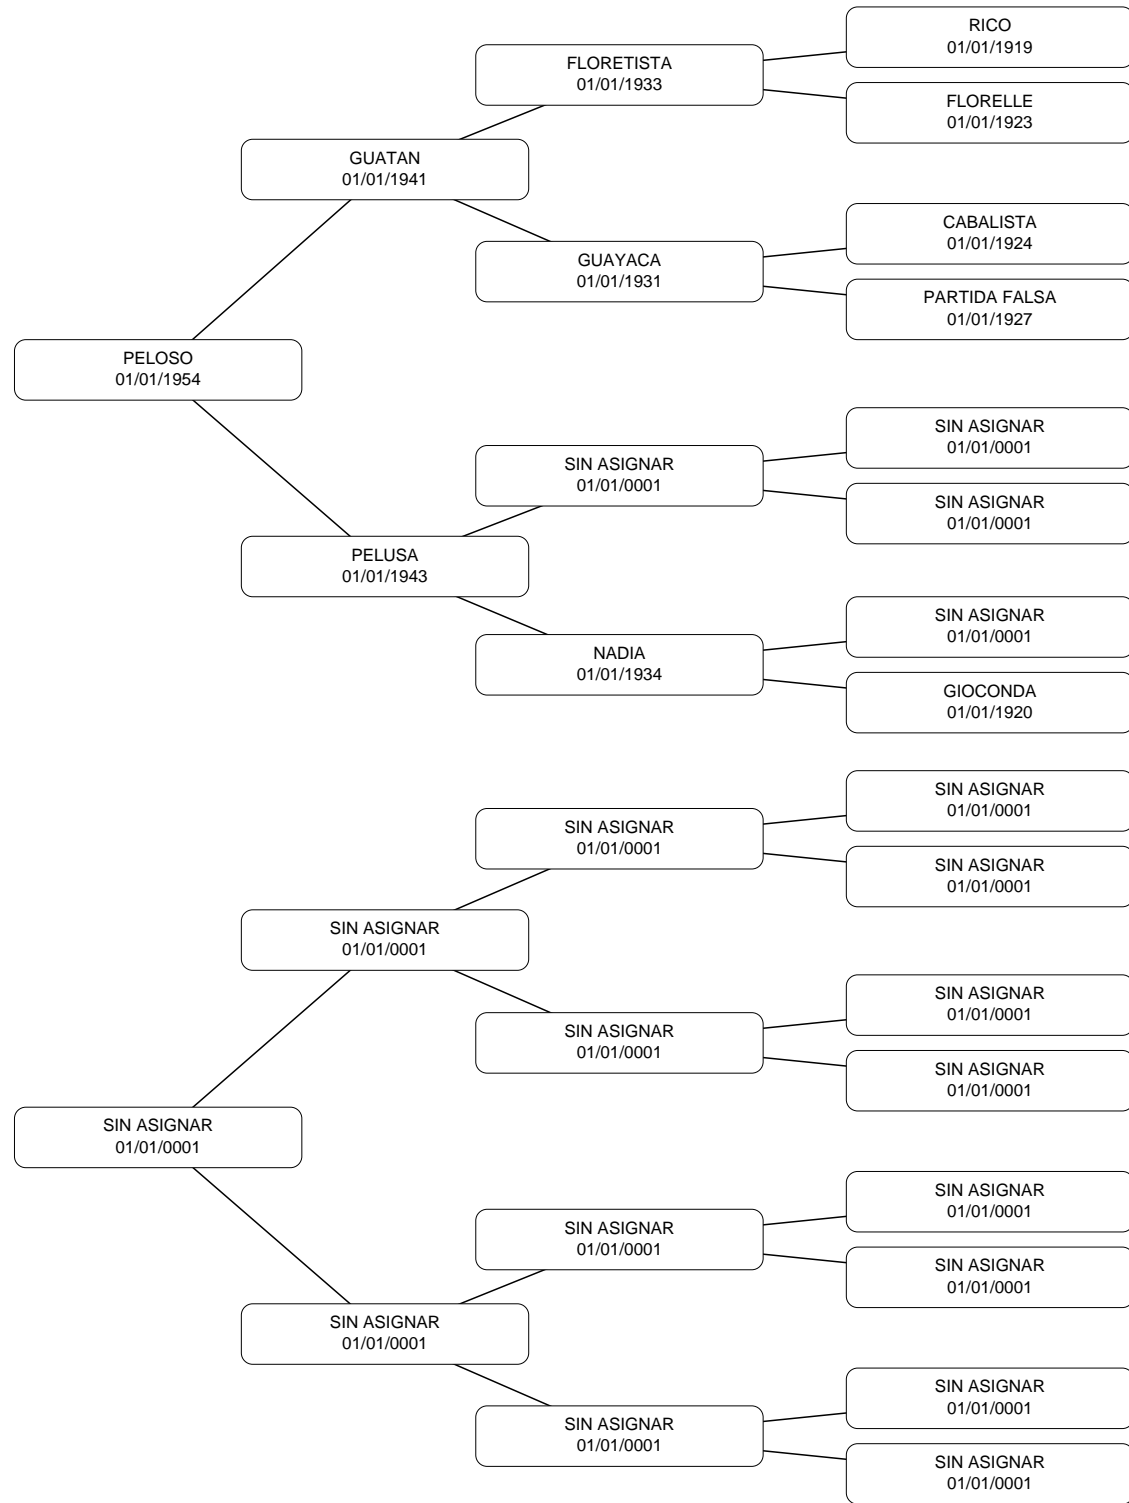 RICO
01/01/1919
FLORETISTA
01/01/1933
FLORELLE
01/01/1923
GUATAN
01/01/1941
CABALISTA
01/01/1924
GUAYACA
01/01/1931
PARTIDA FALSA
01/01/1927
PELOSO
01/01/1954
SIN ASIGNAR
01/01/0001
SIN ASIGNAR
01/01/0001
SIN ASIGNAR
01/01/0001
PELUSA
01/01/1943
SIN ASIGNAR
01/01/0001
NADIA
01/01/1934
GIOCONDA
01/01/1920
SIN ASIGNAR
01/01/0001
SIN ASIGNAR
01/01/0001
SIN ASIGNAR
01/01/0001
SIN ASIGNAR
01/01/0001
SIN ASIGNAR
01/01/0001
SIN ASIGNAR
01/01/0001
SIN ASIGNAR
01/01/0001
SIN ASIGNAR
01/01/0001
SIN ASIGNAR
01/01/0001
SIN ASIGNAR
01/01/0001
SIN ASIGNAR
01/01/0001
SIN ASIGNAR
01/01/0001
SIN ASIGNAR
01/01/0001
SIN ASIGNAR
01/01/0001
SIN ASIGNAR
01/01/0001